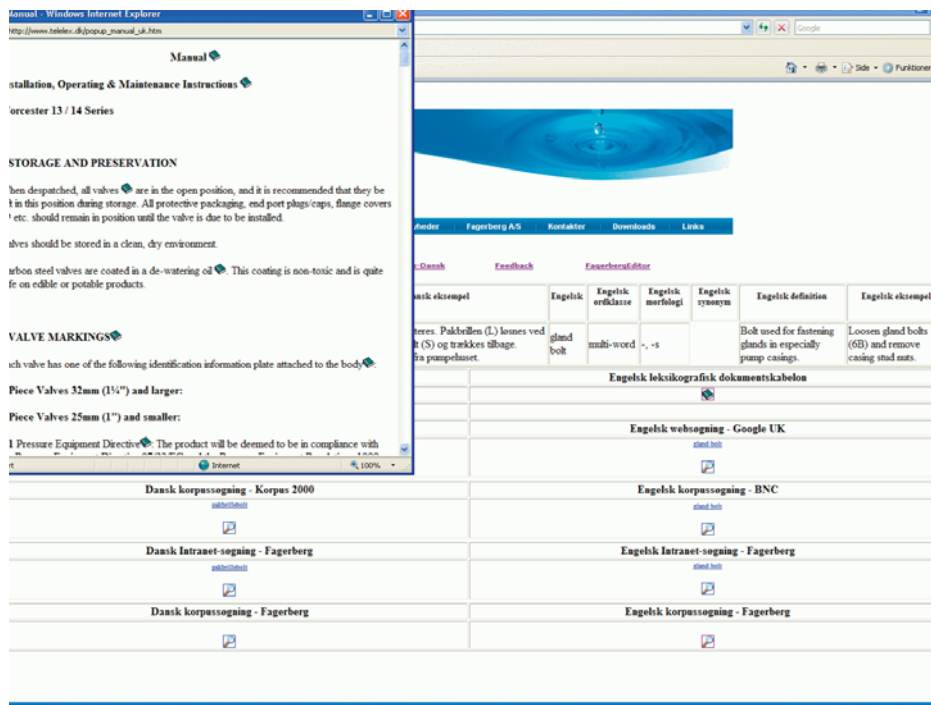 Manual - Windows Internet Explorer
http://www.telelex.dk/popup_manual_uk.htm
Manual
stallation, Operating & Maintenance Instructions
orcester 13 / 14 Series
STORAGE AND PRESERVATION
hen despatched, all valves are in the open position, and it is recommended that they be
t in this position during storage. All protective packaging, end port plugs/caps, flange covers
etc. should remain in position until the valve is due to be installed.
alves should be stored in a clean, dry environment.
arbon steel valves are coated in a de-watering oil . This coating is non-toxic and is quite
fe on edible or potable products.
VALVE MARKINGS
ch valve has one of the following identification information plate attached to the body :
Piece Valves 32mm (1¼") and larger:
Piece Valves 25mm (1") and smaller:
1 Pressure Equipment Directive : The product will be deemed to be in compliance with
Internet
100%
Google
Side
Funktioner
heder
Fagerberg A/S
Kontakter
Downloads
Links
-Dansk
Feedback
FagerbergEditor
ansk eksempel
Engelsk
Engelsk ordklasse
Engelsk morfologi
Engelsk synonym
Engelsk definition
Engelsk eksempel
teres. Pakbrillen (L) løsnes ved
lt (S) og trækkes tilbage.
fra pumpehuset.
gland bolt
multi-word
-, -s
Bolt used for fastening
glands in especially
pump casings.
Loosen gland bolts
(6B) and remove
casing stud nuts.
Engelsk leksikografisk dokumentskabelon
Engelsk websøgning - Google UK
gland bolt
Dansk korpussøgning - Korpus 2000
Engelsk korpussøgning - BNC
pakbrillebolt
gland bolt
Dansk Intranet-søgning - Fagerberg
Engelsk Intranet-søgning - Fagerberg
pakbrillebolt
gland bolt
Dansk korpussøgning - Fagerberg
Engelsk korpussøgning - Fagerberg